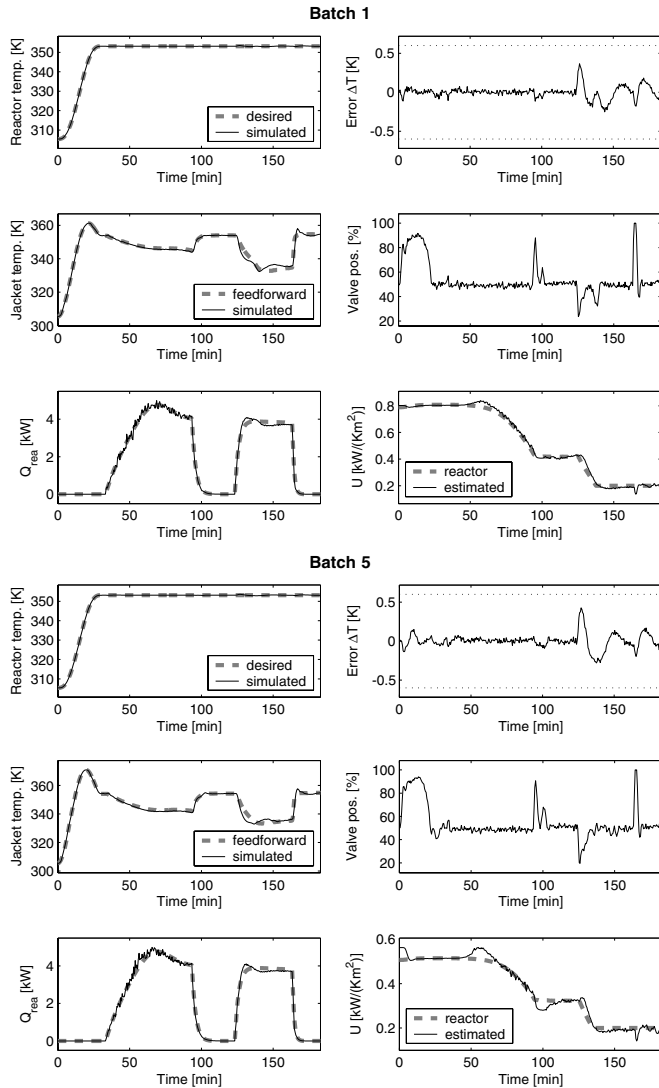 Batch 1
350
340
330
320
310
Reactor temp. [K]
desired
simulated
0
50
100
150
Time [min]
0.5
0
-0.5
Error ΔT [K]
0
50
100
150
Time [min]
360
340
320
300
Jacket temp. [K]
feedforward
simulated
0
50
100
150
Time [min]
100
80
60
40
20
Valve pos. [%]
0
50
100
150
Time [min]
4
2
0
Q_rea [kW]
0
50
100
150
Time [min]
0.8
0.6
0.4
0.2
U [kW/(Km²)]
reactor
estimated
0
50
100
150
Time [min]
Batch 5
350
340
330
320
310
Reactor temp. [K]
desired
simulated
0
50
100
150
Time [min]
0.5
0
-0.5
Error ΔT [K]
0
50
100
150
Time [min]
360
340
320
300
Jacket temp. [K]
feedforward
simulated
0
50
100
150
Time [min]
100
80
60
40
20
Valve pos. [%]
0
50
100
150
Time [min]
4
2
0
Q_rea [kW]
0
50
100
150
Time [min]
0.6
0.4
0.2
U [kW/(Km²)]
reactor
estimated
0
50
100
150
Time [min]